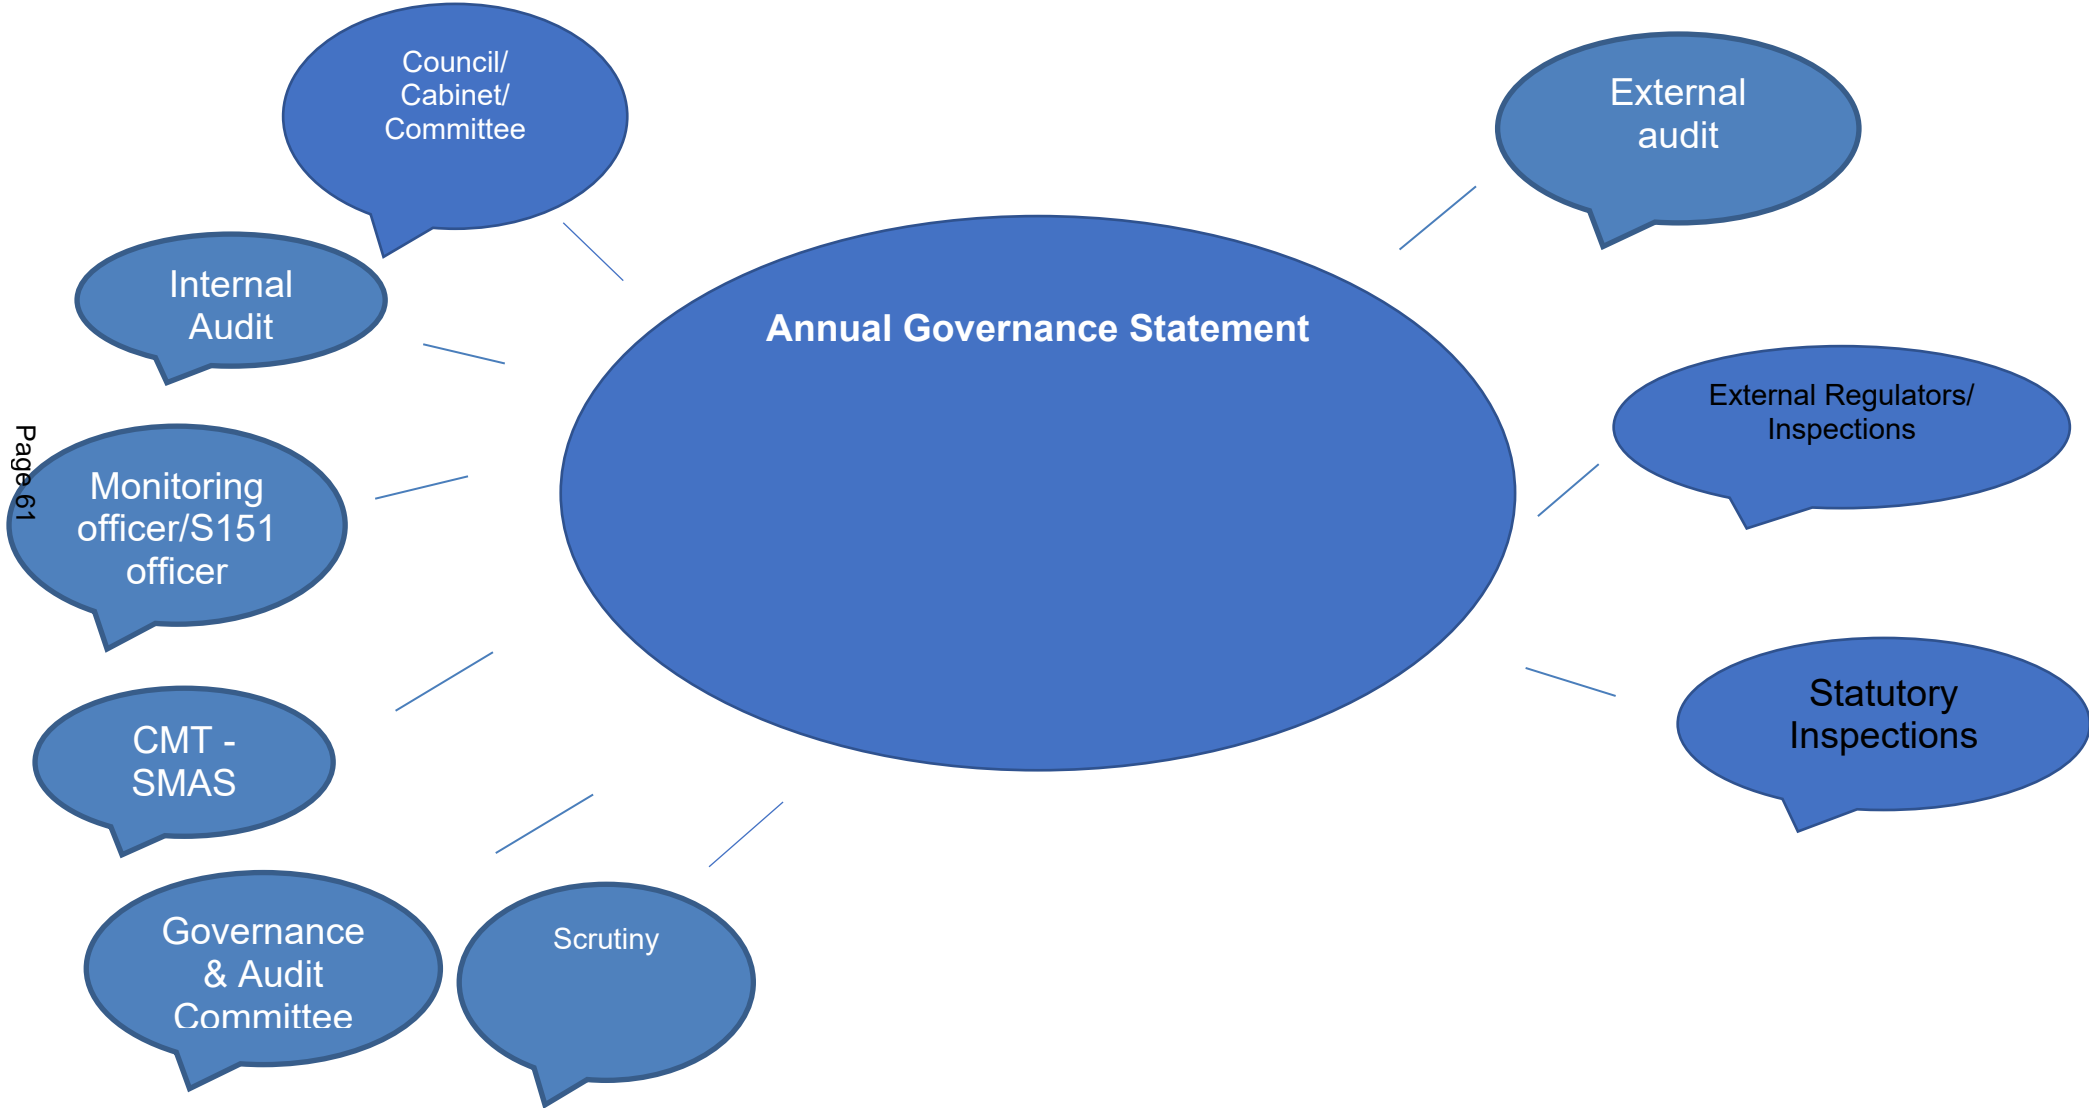 Council/
Cabinet/
Committee
External
audit
Internal
Audit
Annual Governance Statement
External Regulators/
Inspections
Page 61
Monitoring
officer/S151
officer
Statutory
Inspections
CMT -
SMAS
Governance
& Audit
Committee
Scrutiny